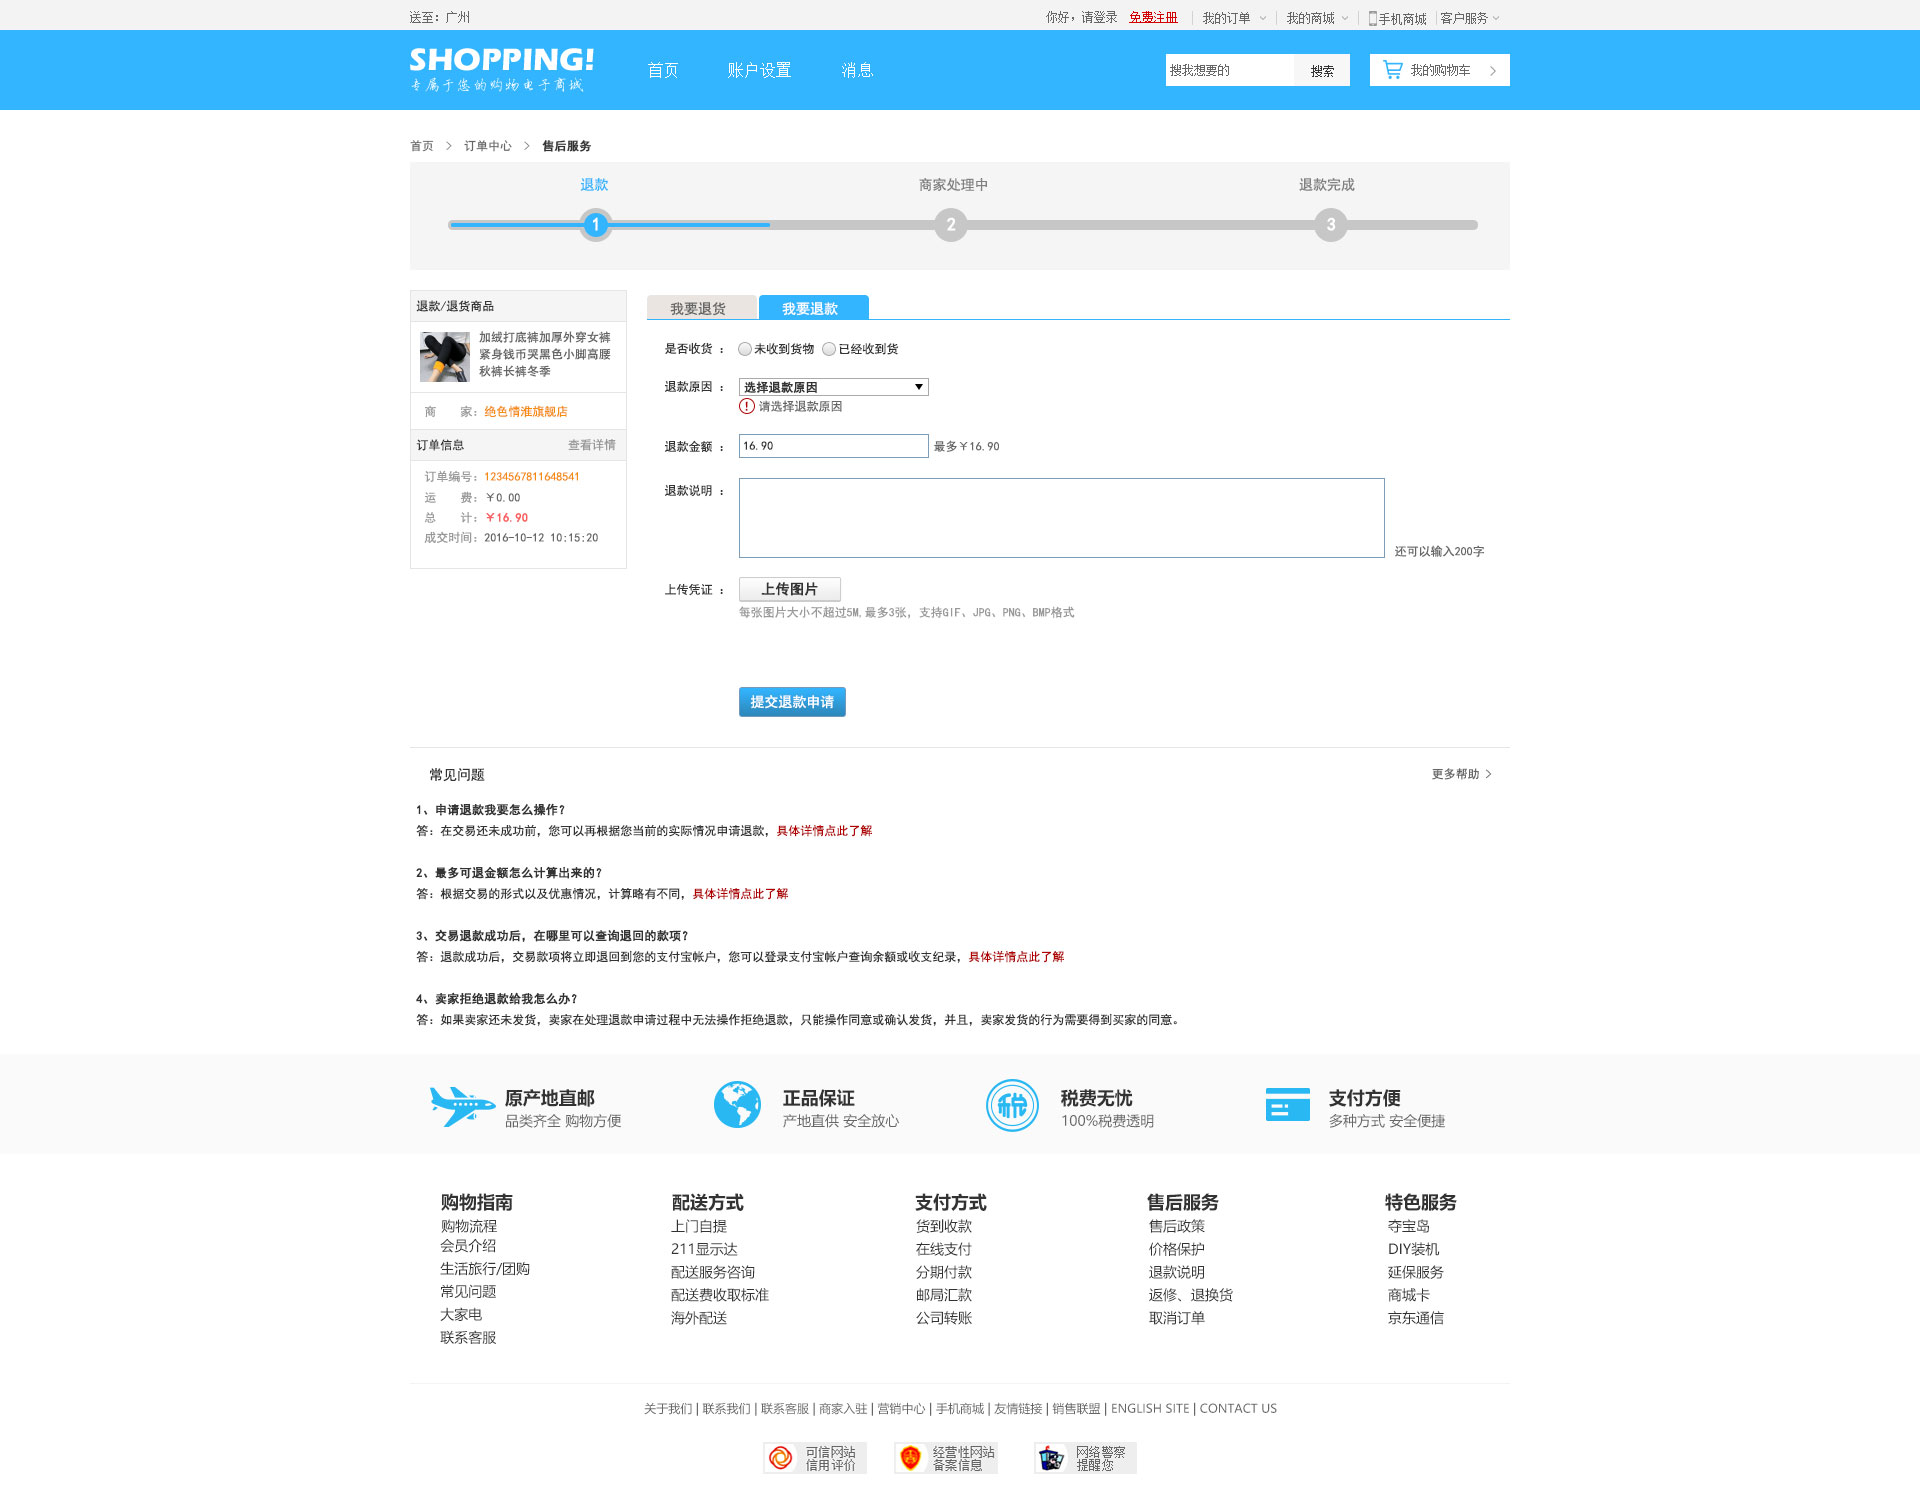 送至：广州
你好，请登录 免费注册 我的订单 我的商城 手机商城 客户服务
SHOPPING!
专属于您的购物电子商城
首页 账户设置 消息
搜我想要的 搜索 我的购物车
首页 > 订单中心 > 售后服务
退款 商家处理中 退款完成
1 2 3
退款/退货商品
加绒打底裤加厚外穿女裤
紧身钱币哭黑色小脚高腰
秋裤长裤冬季
商 家：绝色情淮旗舰店
订单信息 查看详情
订单编号：1234567811648541
运 费：￥0.00
总 计：￥16.90
成交时间：2016-10-12 10:15:20
我要退货 我要退款
是否收货 ： 未收到货物 已经收到货
退款原因 ： 选择退款原因
请选择退款原因
退款金额 ： 16.90 最多￥16.90
退款说明 ：
还可以输入200字
上传凭证 ： 上传图片
每张图片大小不超过5M,最多3张，支持GIF、JPG、PNG、BMP格式
提交退款申请
常见问题 更多帮助 >
1、申请退款我要怎么操作？
答：在交易还未成功前，您可以再根据您当前的实际情况申请退款，具体详情点此了解
2、最多可退金额怎么计算出来的？
答：根据交易的形式以及优惠情况，计算略有不同，具体详情点此了解
3、交易退款成功后，在哪里可以查询退回的款项？
答：退款成功后，交易款项将立即退回到您的支付宝帐户，您可以登录支付宝帐户查询余额或收支纪录，具体详情点此了解
4、卖家拒绝退款给我怎么办？
答：如果卖家还未发货，卖家在处理退款申请过程中无法操作拒绝退款，只能操作同意或确认发货，并且，卖家发货的行为需要得到买家的同意。
原产地直邮 正品保证 税 税费无忧 支付方便
品类齐全 购物方便 产地直供 安全放心 100%税费透明 多种方式 安全便捷
购物指南
购物流程
会员介绍
生活旅行/团购
常见问题
大家电
联系客服
配送方式
上门自提
211显示达
配送服务咨询
配送费收取标准
海外配送
支付方式
货到收款
在线支付
分期付款
邮局汇款
公司转账
售后服务
售后政策
价格保护
退款说明
返修、退换货
取消订单
特色服务
夺宝岛
DIY装机
延保服务
商城卡
京东通信
关于我们 | 联系我们 | 联系客服 | 商家入驻 | 营销中心 | 手机商城 | 友情链接 | 销售联盟 | ENGLISH SITE | CONTACT US
可信网站
信用评价
经营性网站
备案信息
网络警察
提醒您